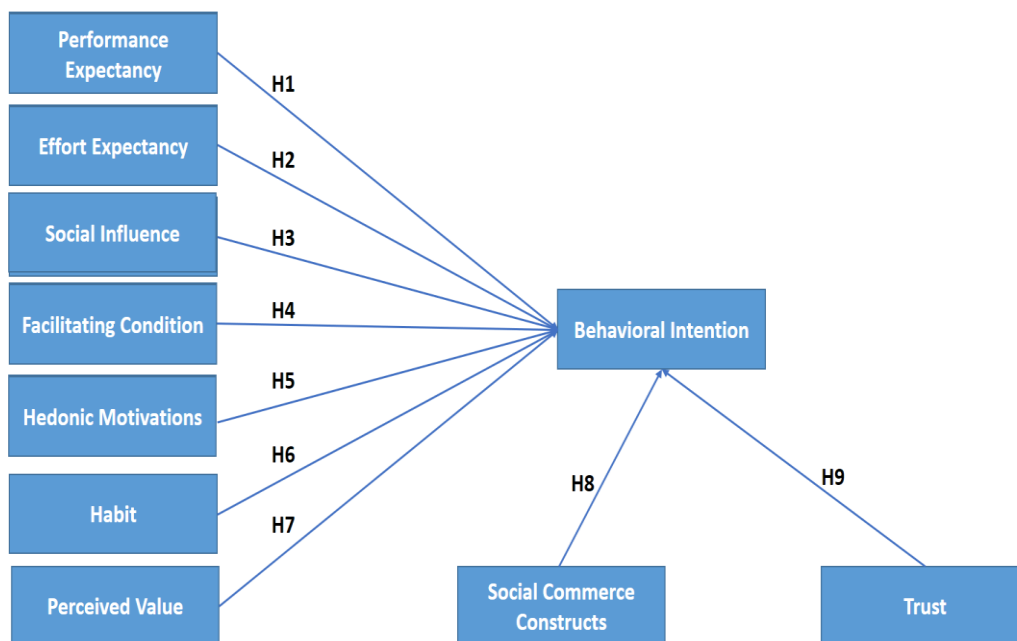 Performance
Expectancy
H1
Effort Expectancy
H2
Social Influence
H3
Facilitating Condition
H4
Behavioral Intention
Hedonic Motivations
H5
Habit
H6
H7
Perceived Value
H8
H9
Social Commerce
Constructs
Trust